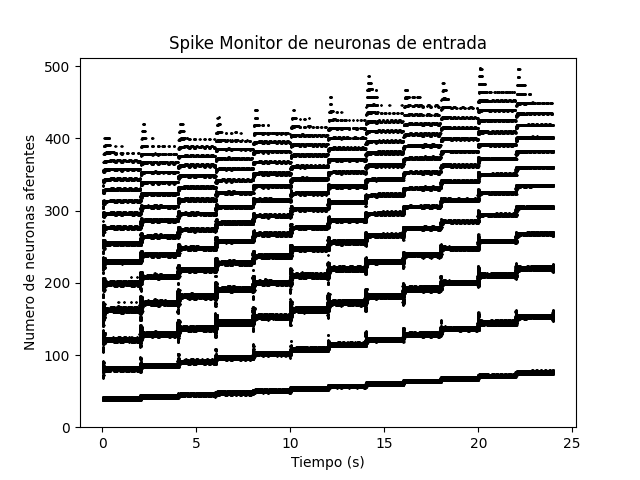 Spike Monitor de neuronas de entrada
Numero de neuronas aferentes
500
400
300
200
100
0
0 5 10 15 20 25
Tiempo (s)